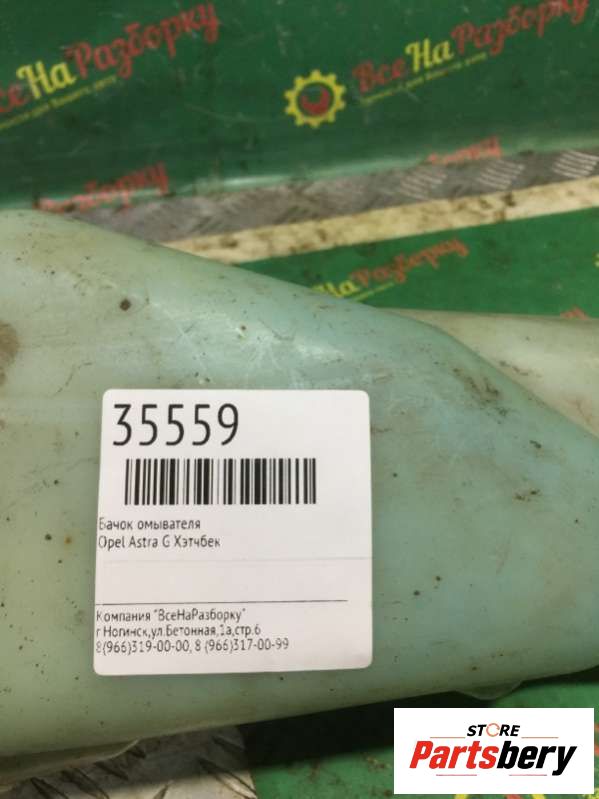 ВсеНаРазборку
ВсеНаРазборку
ВсеНаРазборку
35559
Бачок омывателя
Opel Astra G Хэтчбек
Компания "ВсеНаРазборку"
г Ногинск,ул.Бетонная,1а,стр.6
8(966)319-00-00, 8 (966)317-00-99
STORE
Partsbery